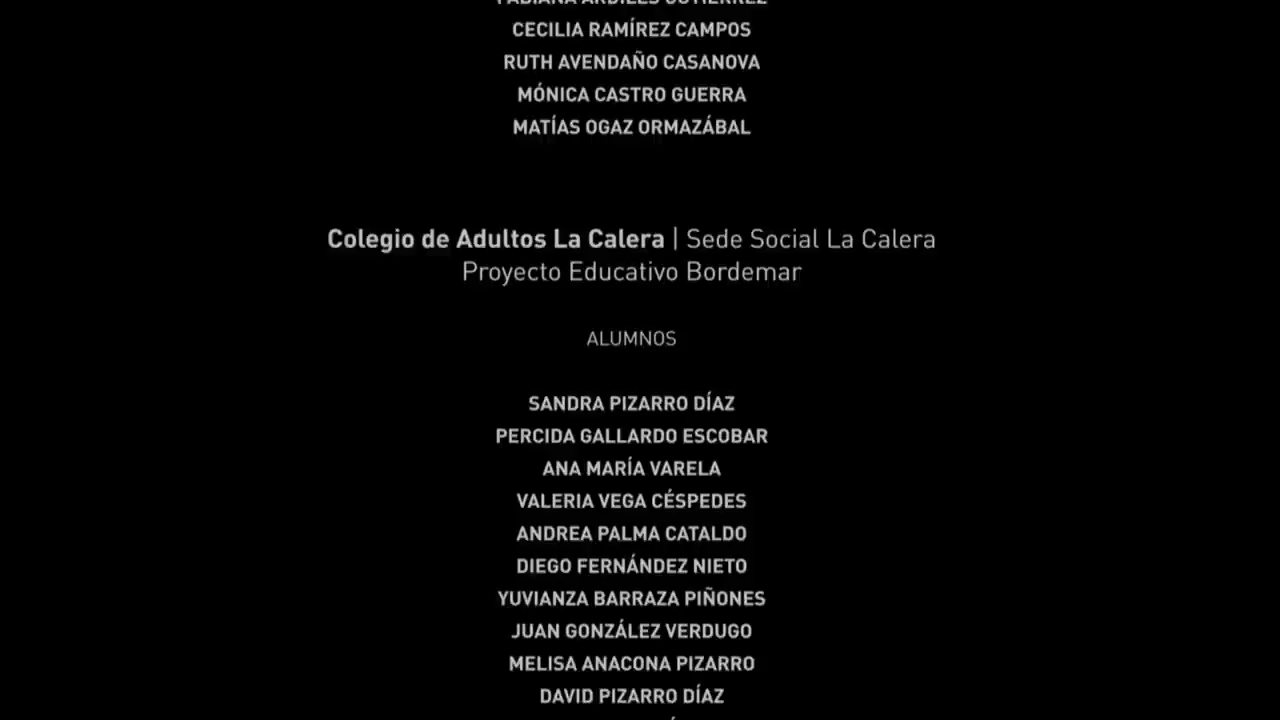 CECILIA RAMÍREZ CAMPOS
RUTH AVENDAÑO CASANOVA
MÓNICA CASTRO GUERRA
MATÍAS OGAZ ORMAZÁBAL
Colegio de Adultos La Calera | Sede Social La Calera
Proyecto Educativo Bordemar
ALUMNOS
SANDRA PIZARRO DÍAZ
PERCIDA GALLARDO ESCOBAR
ANA MARÍA VARELA
VALERIA VEGA CÉSPEDES
ANDREA PALMA CATALDO
DIEGO FERNÁNDEZ NIETO
YUVIANZA BARRAZA PIÑONES
JUAN GONZÁLEZ VERDUGO
MELISA ANACONA PIZARRO
DAVID PIZARRO DÍAZ